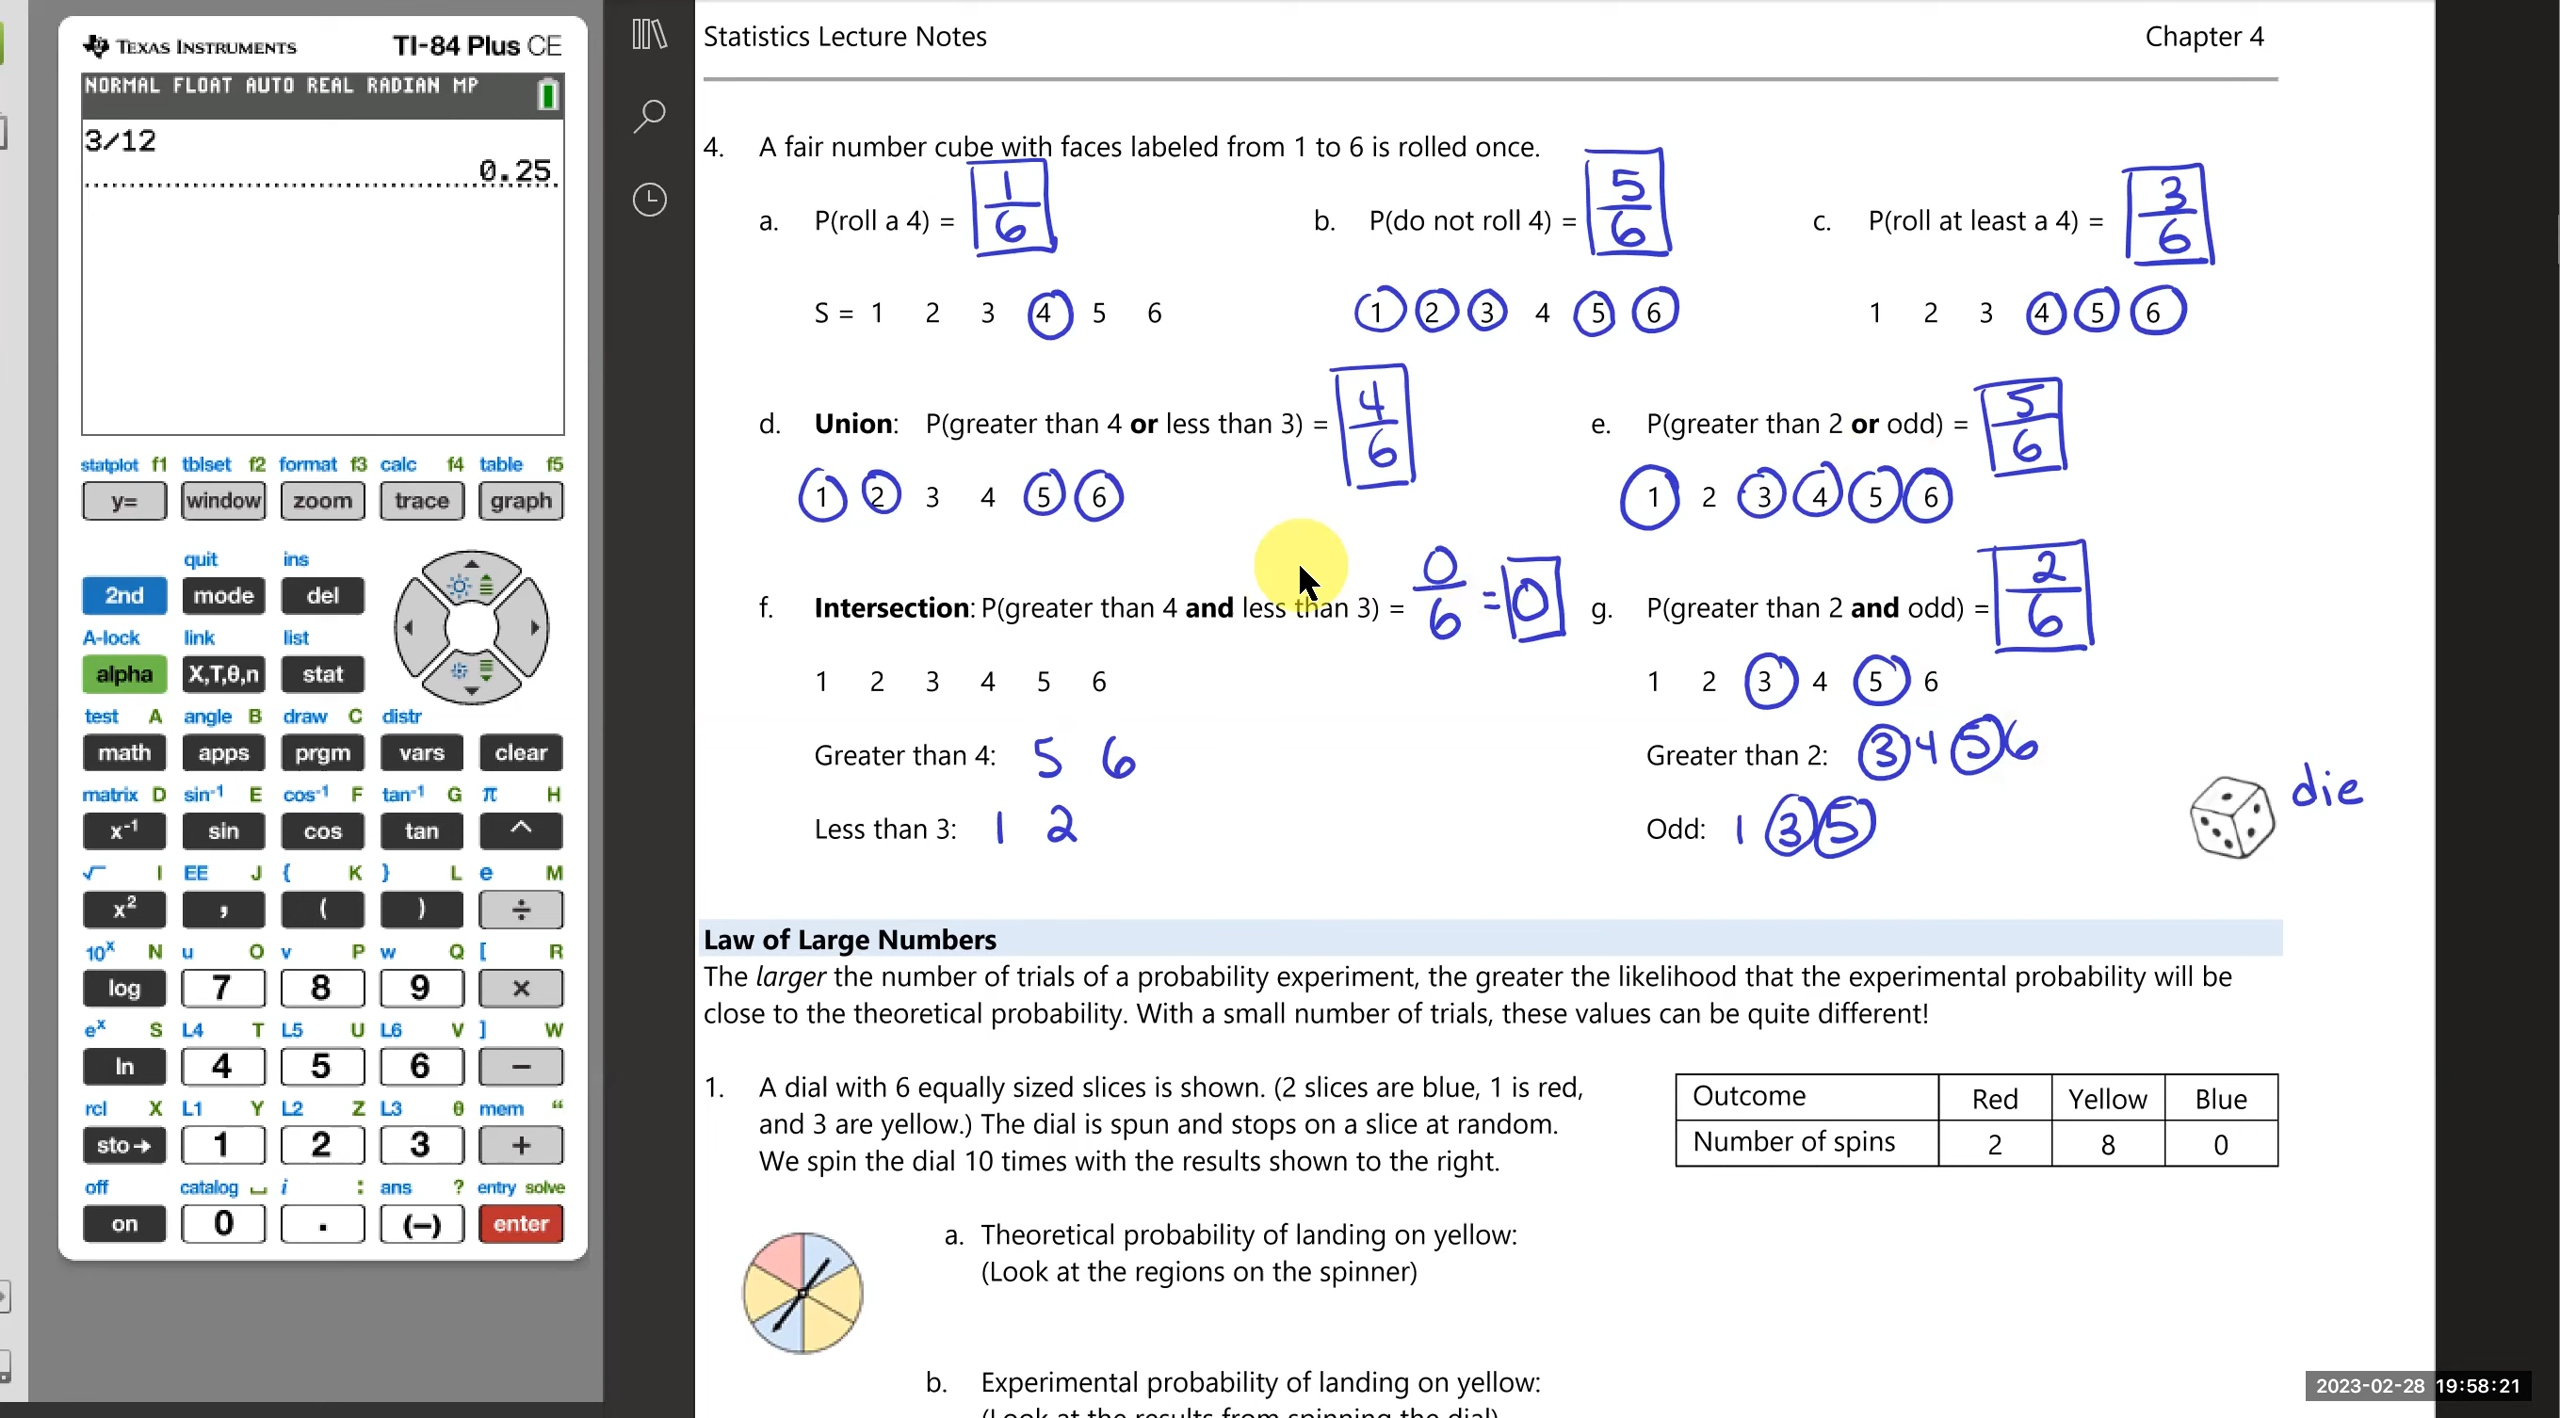 TEXAS INSTRUMENTS TI-84 Plus CE
NORMAL FLOAT AUTO REAL RADIAN MP
3/12
0.25
statplot f1 tblset f2 format f3 calc f4 table f5
y= window zoom trace graph
quit ins
2nd mode del
A-lock link list
alpha X,T,θ,n stat
test A angle B draw C distr
math apps prgm vars clear
matrix D sin⁻¹ E cos⁻¹ F tan⁻¹ G π H
x⁻¹ sin cos tan ^
√ I EE J { K } L e M
x² , ( ) ÷
10ˣ N u O v P w Q [ R
log 7 8 9 ×
eˣ S L4 T L5 U L6 V ] W
ln 4 5 6 −
rcl X L1 Y L2 Z L3 θ mem “
sto→ 1 2 3 +
off catalog ⎵ i : ans ? entry solve
on 0 . (−) enter
Statistics Lecture Notes Chapter 4
4. A fair number cube with faces labeled from 1 to 6 is rolled once.
a. P(roll a 4) = 1/6 b. P(do not roll 4) = 5/6 c. P(roll at least a 4) = 3/6
S = 1 2 3 4 5 6 1 2 3 4 5 6 1 2 3 4 5 6
d. Union: P(greater than 4 or less than 3) = 4/6 e. P(greater than 2 or odd) = 5/6
1 2 3 4 5 6 1 2 3 4 5 6
f. Intersection: P(greater than 4 and less than 3) = 0/6 = 0 g. P(greater than 2 and odd) = 2/6
1 2 3 4 5 6 1 2 3 4 5 6
Greater than 4: 5 6 Greater than 2: 3 4 5 6
die
Less than 3: 1 2 Odd: 1 3 5
Law of Large Numbers
The larger the number of trials of a probability experiment, the greater the likelihood that the experimental probability will be
close to the theoretical probability. With a small number of trials, these values can be quite different!
1. A dial with 6 equally sized slices is shown. (2 slices are blue, 1 is red,
and 3 are yellow.) The dial is spun and stops on a slice at random.
We spin the dial 10 times with the results shown to the right.
Outcome Red Yellow Blue
Number of spins 2 8 0
a. Theoretical probability of landing on yellow:
(Look at the regions on the spinner)
b. Experimental probability of landing on yellow:
(Look at the results from spinning the dial)
2023-02-28 19:58:21